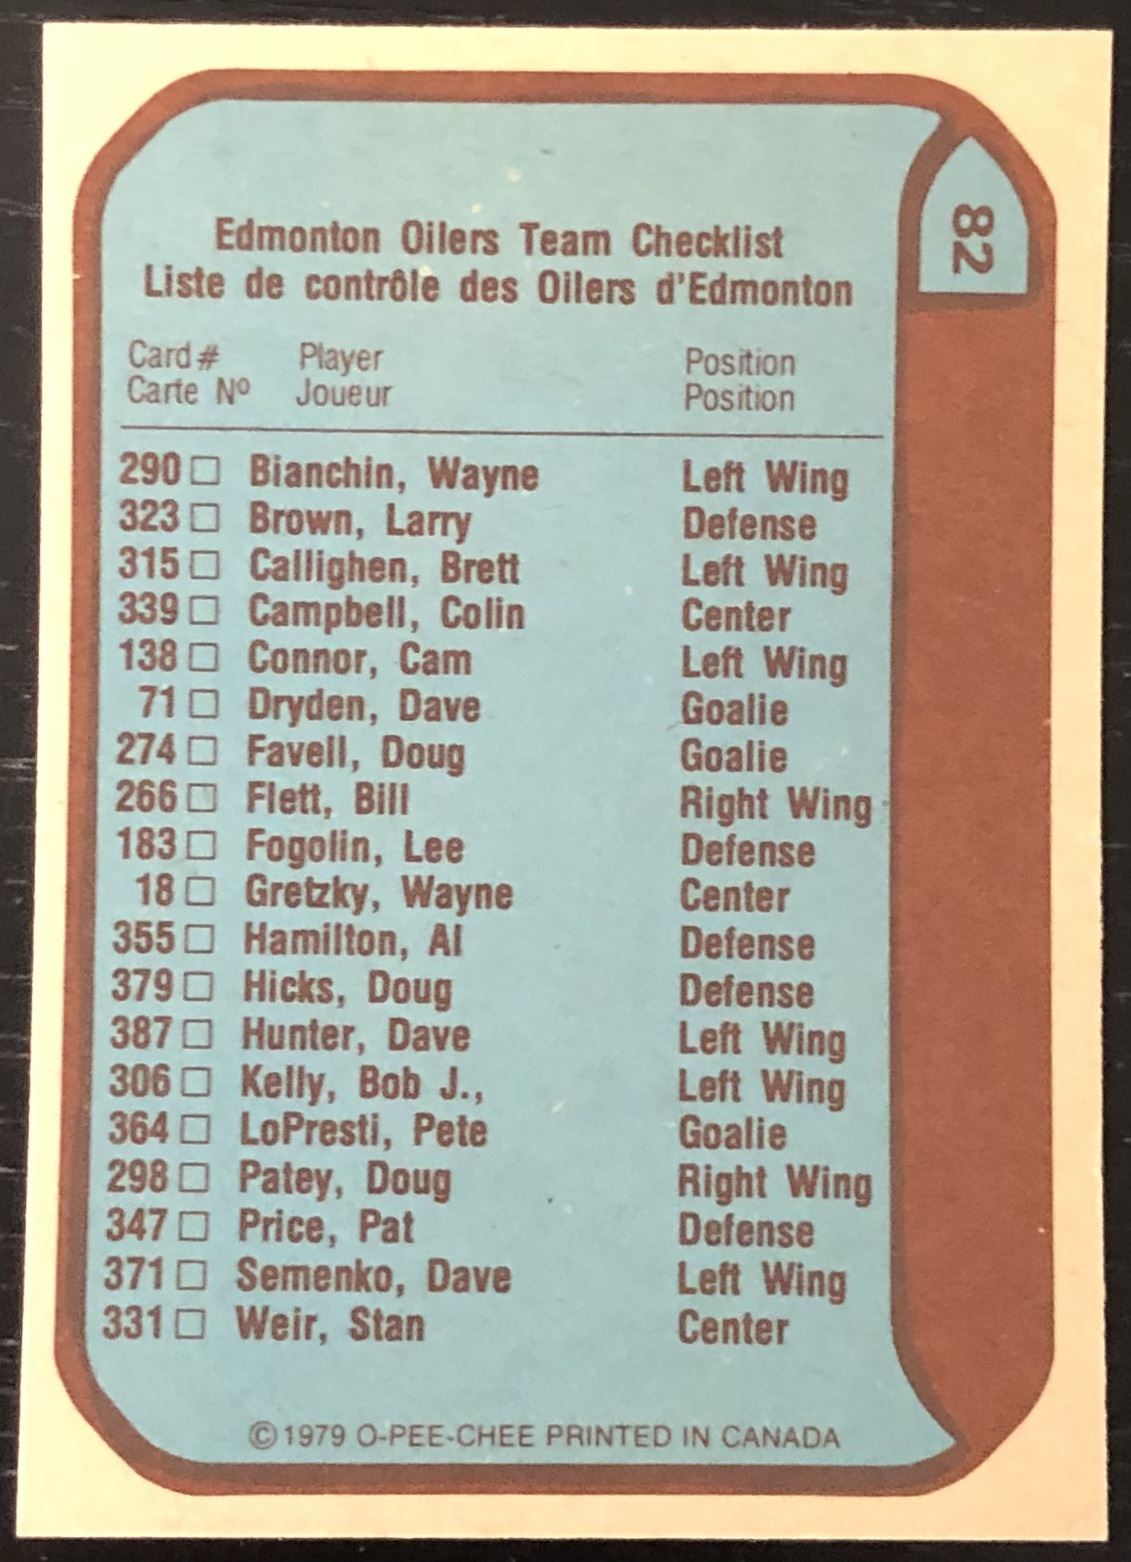 82
Edmonton Oilers Team Checklist
Liste de contrôle des Oilers d'Edmonton
Card # Player Position
Carte Nº Joueur Position
290 □ Bianchin, Wayne Left Wing
323 □ Brown, Larry Defense
315 □ Callighen, Brett Left Wing
339 □ Campbell, Colin Center
138 □ Connor, Cam Left Wing
71 □ Dryden, Dave Goalie
274 □ Favell, Doug Goalie
266 □ Flett, Bill Right Wing
183 □ Fogolin, Lee Defense
18 □ Gretzky, Wayne Center
355 □ Hamilton, Al Defense
379 □ Hicks, Doug Defense
387 □ Hunter, Dave Left Wing
306 □ Kelly, Bob J., Left Wing
364 □ LoPresti, Pete Goalie
298 □ Patey, Doug Right Wing
347 □ Price, Pat Defense
371 □ Semenko, Dave Left Wing
331 □ Weir, Stan Center
©1979 O-PEE-CHEE PRINTED IN CANADA